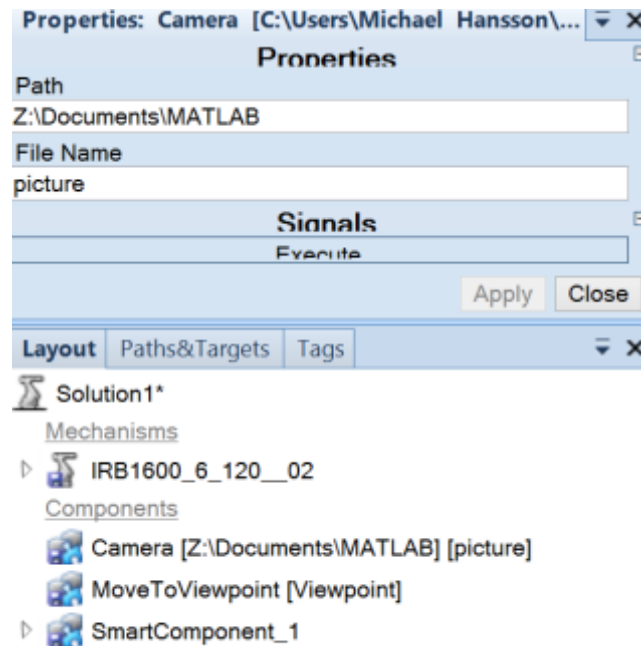 Properties: Camera [C:\Users\Michael Hansson\...
Properties
Path
Z:\Documents\MATLAB
File Name
picture
Signals
Execute
Apply Close
Layout Paths&Targets Tags
Solution1*
Mechanisms
IRB1600_6_120__02
Components
Camera [Z:\Documents\MATLAB] [picture]
MoveToViewpoint [Viewpoint]
SmartComponent_1